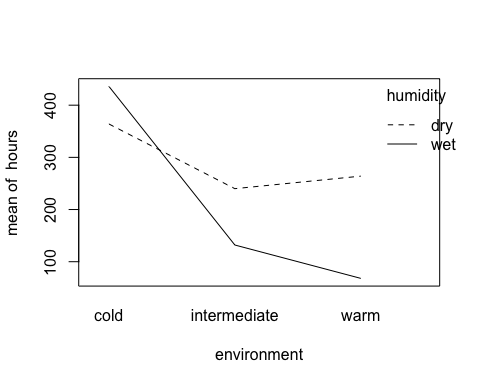 humidity
dry
wet
mean of hours
400
300
200
100
cold intermediate warm
environment